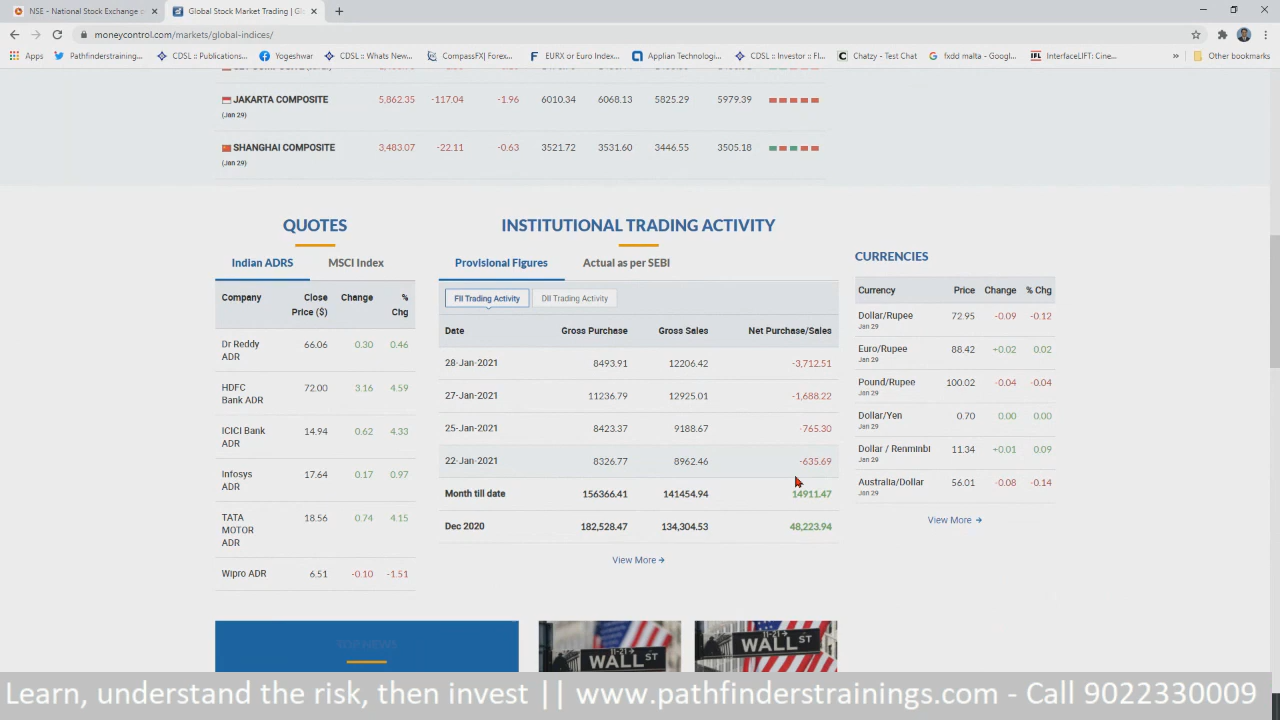 NSE - National Stock Exchange
Global Stock Market Trading | Gl
moneycontrol.com/markets/global-indices/
Apps Pathfinderstraining... CDSL :: Publications... Yogeshwar CDSL :: Whats New... CompassFX| Forex... EURX or Euro Index... Applian Technologi... CDSL :: Investor :: Fl... Chatzy - Test Chat fxdd malta - Googl... InterfaceLIFT: Cine... » Other bookmarks
JAKARTA COMPOSITE 5,862.35 -117.04 -1.96 6010.34 6068.13 5825.29 5979.39
(Jan 29)
SHANGHAI COMPOSITE 3,483.07 -22.11 -0.63 3521.72 3531.60 3446.55 3505.18
(Jan 29)
QUOTES
Indian ADRS MSCI Index
Company Close Price ($) Change % Chg
Dr Reddy ADR 66.06 0.30 0.46
HDFC Bank ADR 72.00 3.16 4.59
ICICI Bank ADR 14.94 0.62 4.33
Infosys ADR 17.64 0.17 0.97
TATA MOTOR ADR 18.56 0.74 4.15
Wipro ADR 6.51 -0.10 -1.51
INSTITUTIONAL TRADING ACTIVITY
Provisional Figures Actual as per SEBI
FII Trading Activity DII Trading Activity
Date Gross Purchase Gross Sales Net Purchase/Sales
28-Jan-2021 8493.91 12206.42 -3,712.51
27-Jan-2021 11236.79 12925.01 -1,688.22
25-Jan-2021 8423.37 9188.67 -765.30
22-Jan-2021 8326.77 8962.46 -635.69
Month till date 156366.41 141454.94 14911.47
Dec 2020 182,528.47 134,304.53 48,223.94
View More →
CURRENCIES
Currency Price Change % Chg
Dollar/Rupee 72.95 -0.09 -0.12
Jan 29
Euro/Rupee 88.42 +0.02 0.02
Jan 29
Pound/Rupee 100.02 -0.04 -0.04
Jan 29
Dollar/Yen 0.70 0.00 0.00
Jan 29
Dollar / Renminbi 11.34 +0.01 0.09
Jan 29
Australia/Dollar 56.01 -0.08 -0.14
Jan 29
View More →
TOP NEWS
11-21→
WALL ST
11-21→
WALL ST
Learn, understand the risk, then invest || www.pathfinderstrainings.com - Call 9022330009